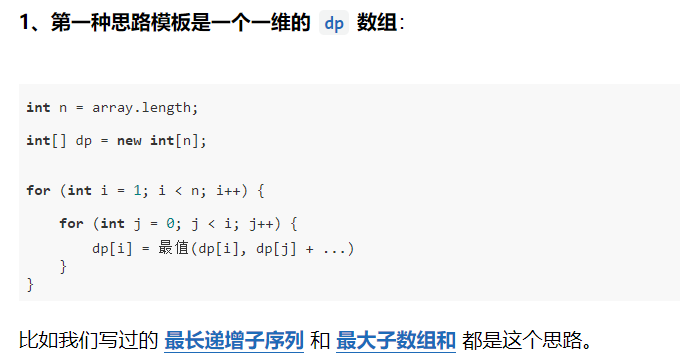 1、第一种思路模板是一个一维的 dp 数组：
int n = array.length;
int[] dp = new int[n];
for (int i = 1; i < n; i++) {
    for (int j = 0; j < i; j++) {
        dp[i] = 最值(dp[i], dp[j] + ...)
    }
}
比如我们写过的 最长递增子序列 和 最大子数组和 都是这个思路。